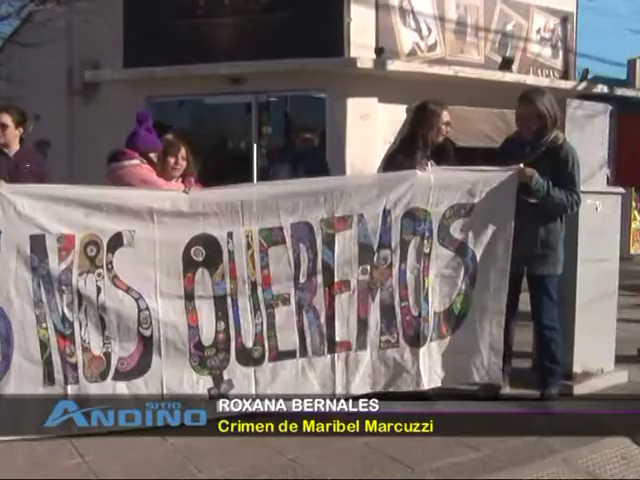 NOS QUEREMOS
SITIO
ANDINO
ROXANA BERNALES
Crimen de Maribel Marcuzzi